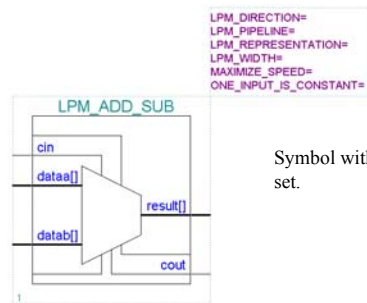 LPM_DIRECTION=
LPM_PIPELINE=
LPM_REPRESENTATION=
LPM_WIDTH=
MAXIMIZE_SPEED=
ONE_INPUT_IS_CONSTANT=
LPM_ADD_SUB
cin
dataa[]
result[]
datab[]
cout
1
Symbol with
set.